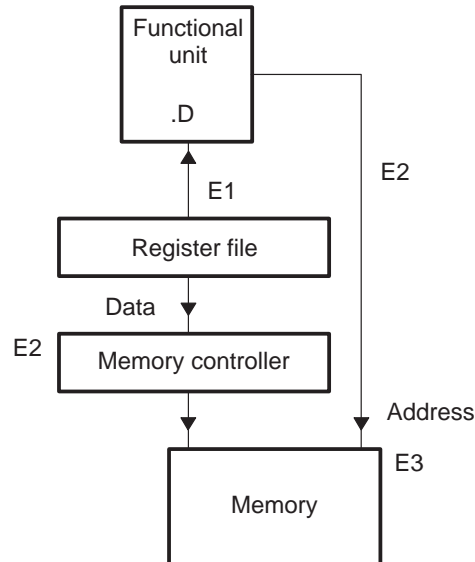 Functional
unit
.D
E2
E1
Register file
Data
E2
Memory controller
Address
E3
Memory